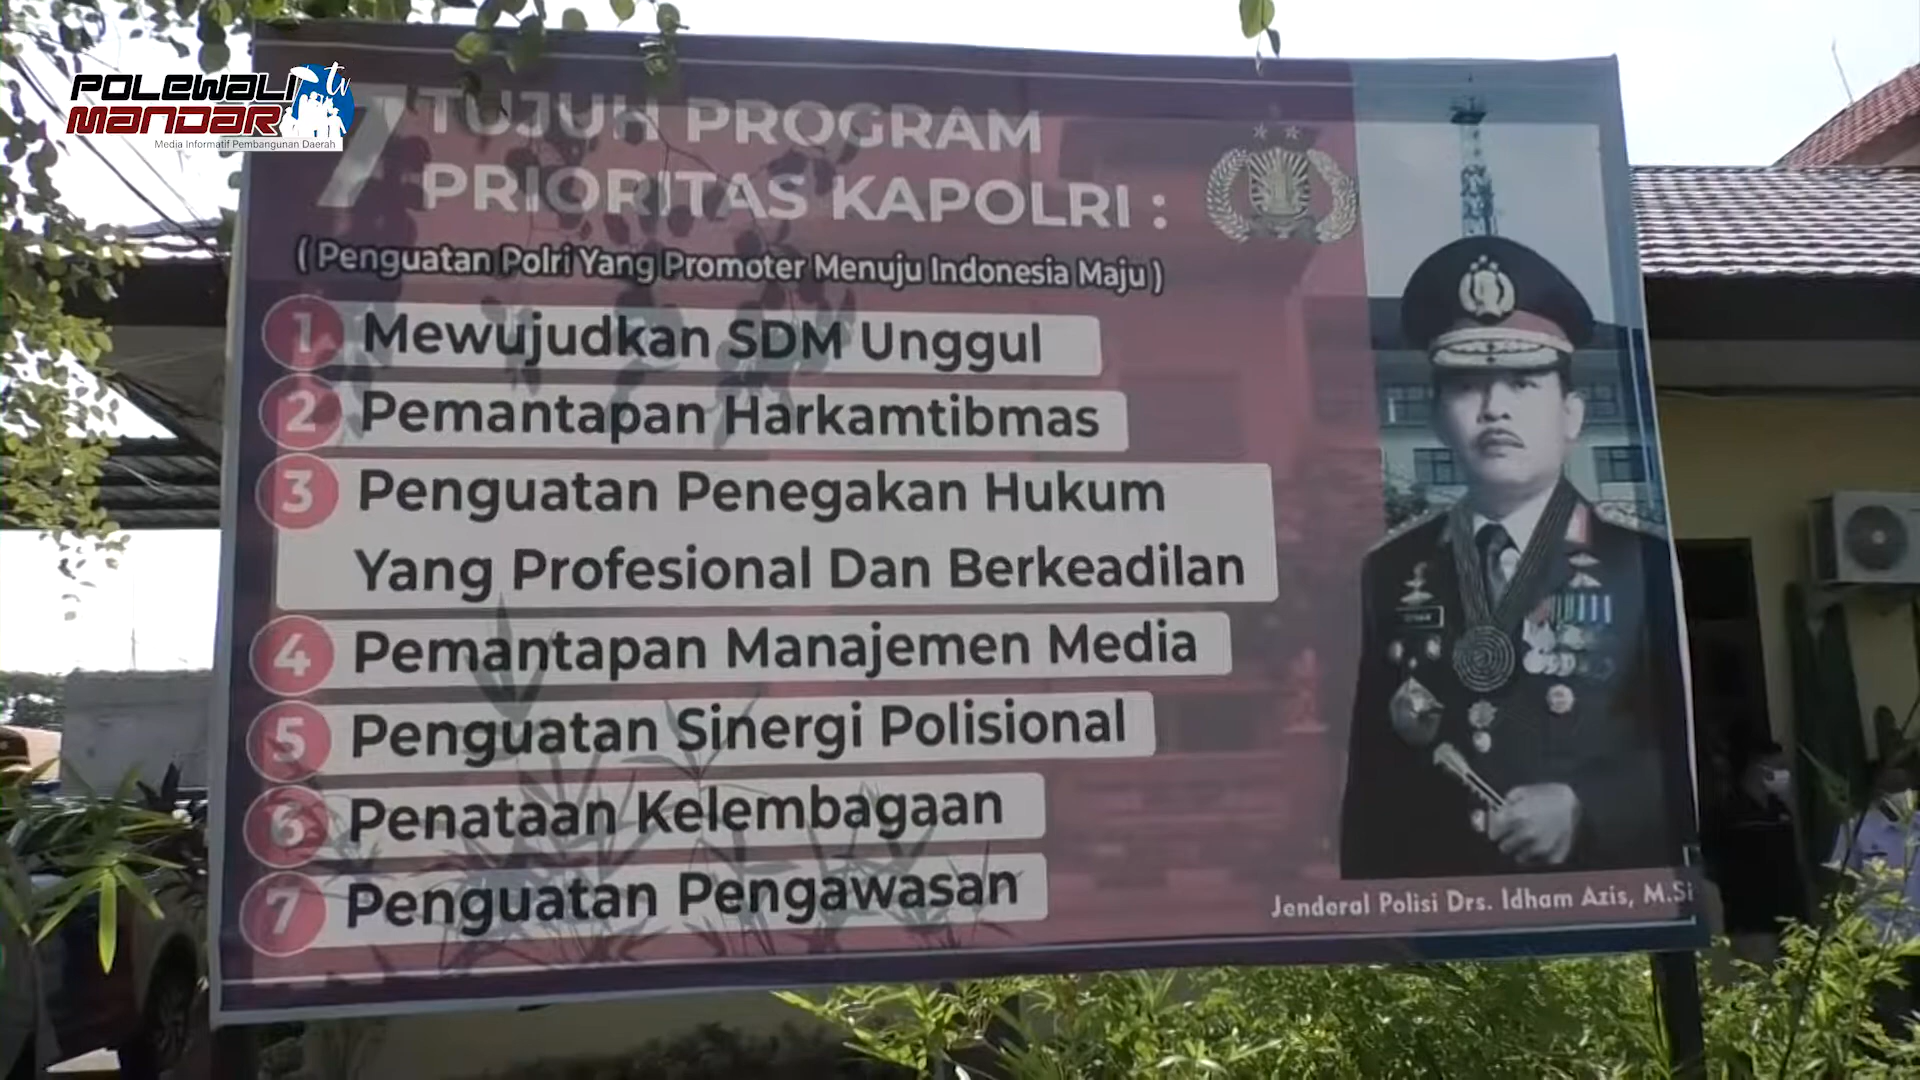 POLEWALI tv
MANDAR
Media Informatif Pembangunan Daerah
7 TUJUH PROGRAM
PRIORITAS KAPOLRI :
( Penguatan Polri Yang Promoter Menuju Indonesia Maju )
1 Mewujudkan SDM Unggul
2 Pemantapan Harkamtibmas
3 Penguatan Penegakan Hukum
Yang Profesional Dan Berkeadilan
4 Pemantapan Manajemen Media
5 Penguatan Sinergi Polisional
6 Penataan Kelembagaan
7 Penguatan Pengawasan
Jenderal Polisi Drs. Idham Azis, M.Si